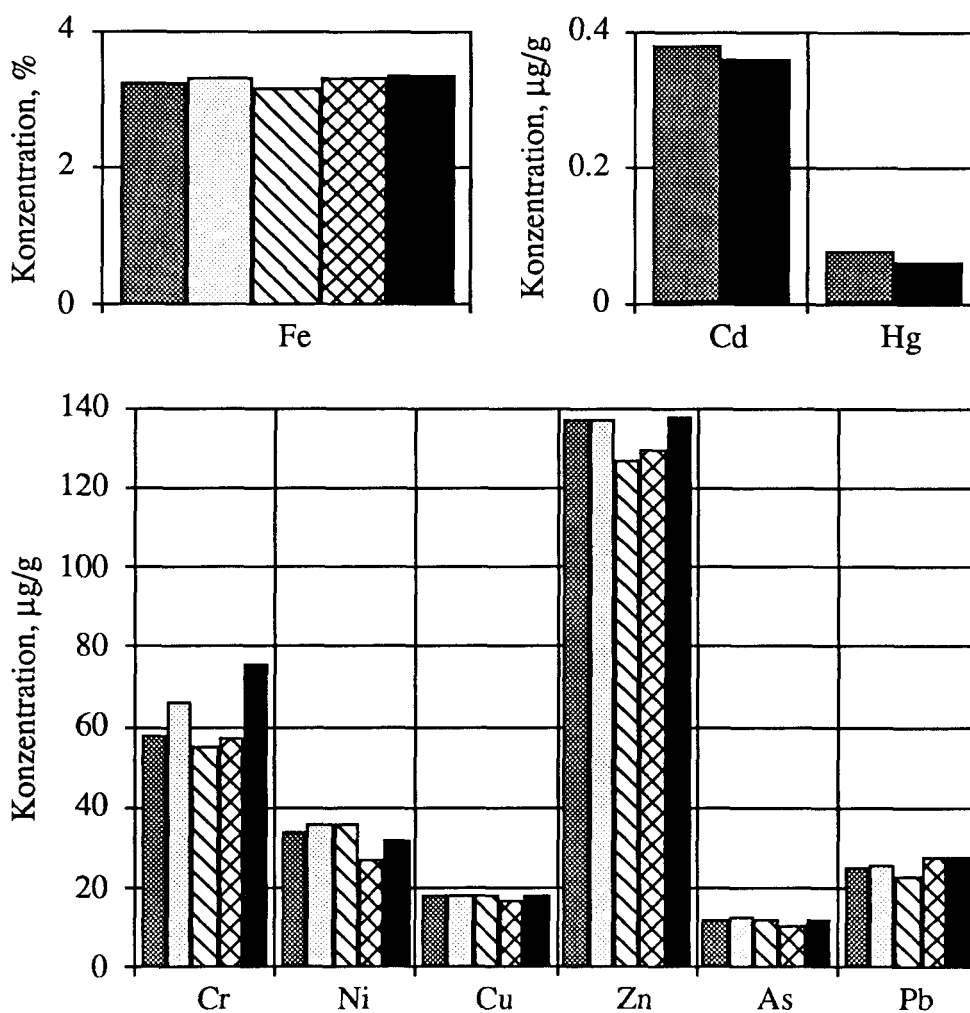 Konzentration, %
4
2
0
Fe
Konzentration, µg/g
0.4
0.2
0
Cd
Hg
Konzentration, µg/g
140
120
100
80
60
40
20
0
Cr
Ni
Cu
Zn
As
Pb